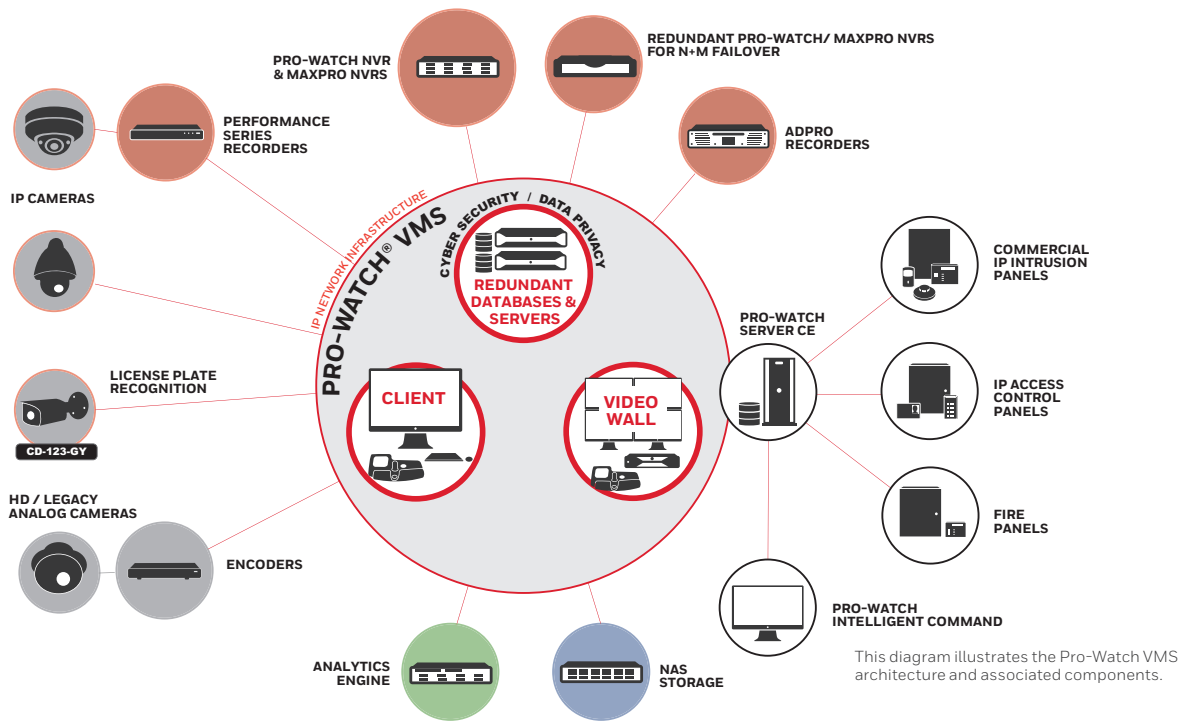 PRO-WATCH NVR
& MAXPRO NVRS
REDUNDANT PRO-WATCH/ MAXPRO NVRS
FOR N+M FAILOVER
PERFORMANCE
SERIES
RECORDERS
ADPRO
RECORDERS
IP CAMERAS
IP NETWORK INFRASTRUCTURE
PRO-WATCH® VMS
CYBER SECURITY / DATA PRIVACY
REDUNDANT
DATABASES &
SERVERS
COMMERCIAL
IP INTRUSION
PANELS
PRO-WATCH
SERVER CE
LICENSE PLATE
RECOGNITION
CD-123-GY
CLIENT
VIDEO
WALL
IP ACCESS
CONTROL
PANELS
HD / LEGACY
ANALOG CAMERAS
ENCODERS
FIRE
PANELS
PRO-WATCH
INTELLIGENT COMMAND
ANALYTICS
ENGINE
NAS
STORAGE
This diagram illustrates the Pro-Watch VMS
architecture and associated components.